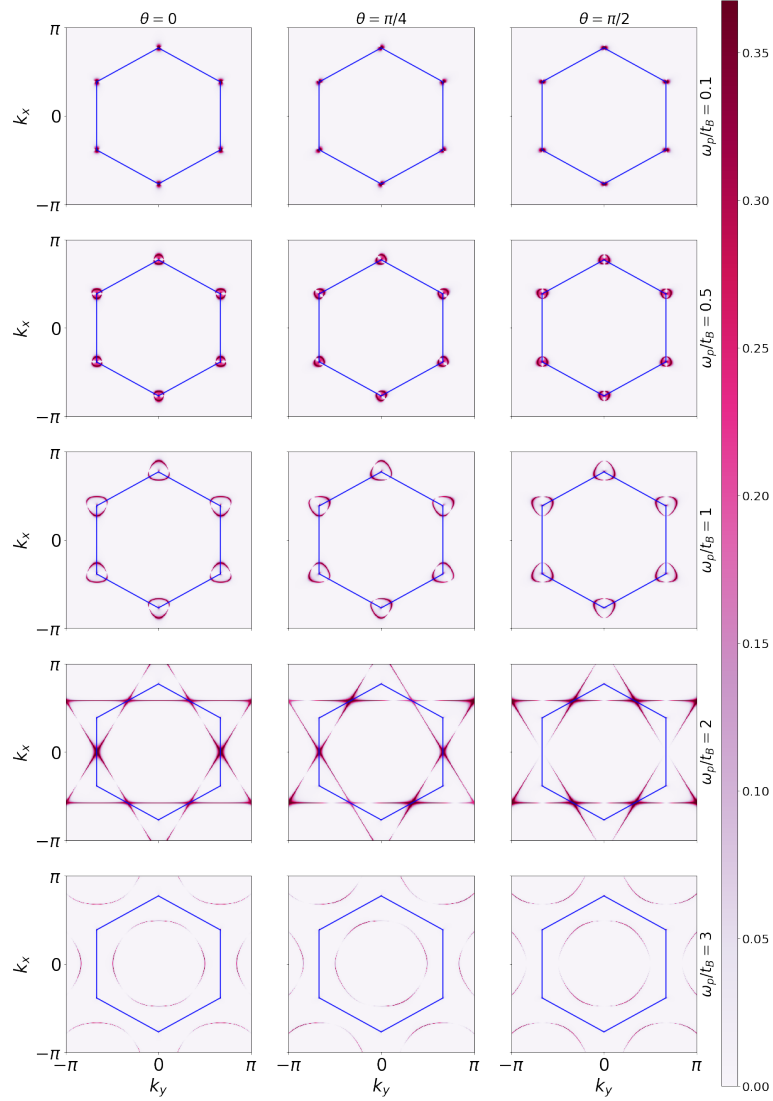 θ = 0 θ = π/4 θ = π/2
π
0
−π
k_x
ω_p/t_B = 0.1
π
0
−π
k_x
ω_p/t_B = 0.5
π
0
−π
k_x
ω_p/t_B = 1
π
0
−π
k_x
ω_p/t_B = 2
π
0
−π
k_x
ω_p/t_B = 3
−π 0 π −π 0 π −π 0 π
k_y k_y k_y
0.35
0.30
0.25
0.20
0.15
0.10
0.05
0.00